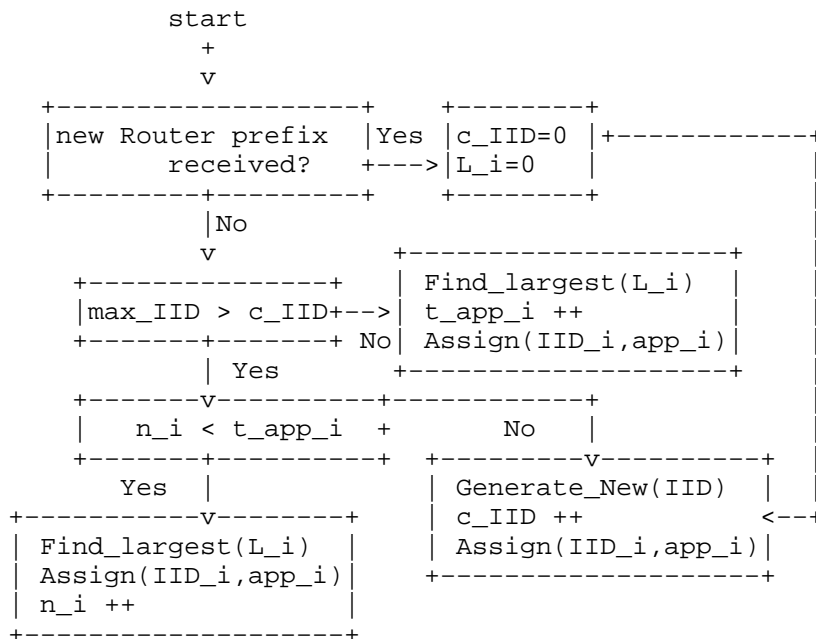 start
+
v
+--------------------+    +--------+
|new Router prefix  |Yes |c_IID=0 |+------------+
|       received?   +--->|L_i=0   |             |
+---------+---------+    +--------+             |
          |No                                   |
          v           +--------------------+    |
  +---------------+   | Find_largest(L_i)  |    |
  |max_IID > c_IID+-->| t_app_i ++         |    |
  +-------+-------+ No| Assign(IID_i,app_i)|    |
          | Yes       +--------------------+    |
  +-------v----------+------------+             |
  |   n_i < t_app_i  +       No   |             |
  +-------+----------+  +---------v----------+  |
     Yes  |             | Generate_New(IID)  |  |
+-----------v--------+  | c_IID ++           <--+
| Find_largest(L_i)  |  | Assign(IID_i,app_i)|
| Assign(IID_i,app_i)|  +--------------------+
| n_i ++             |
+--------------------+